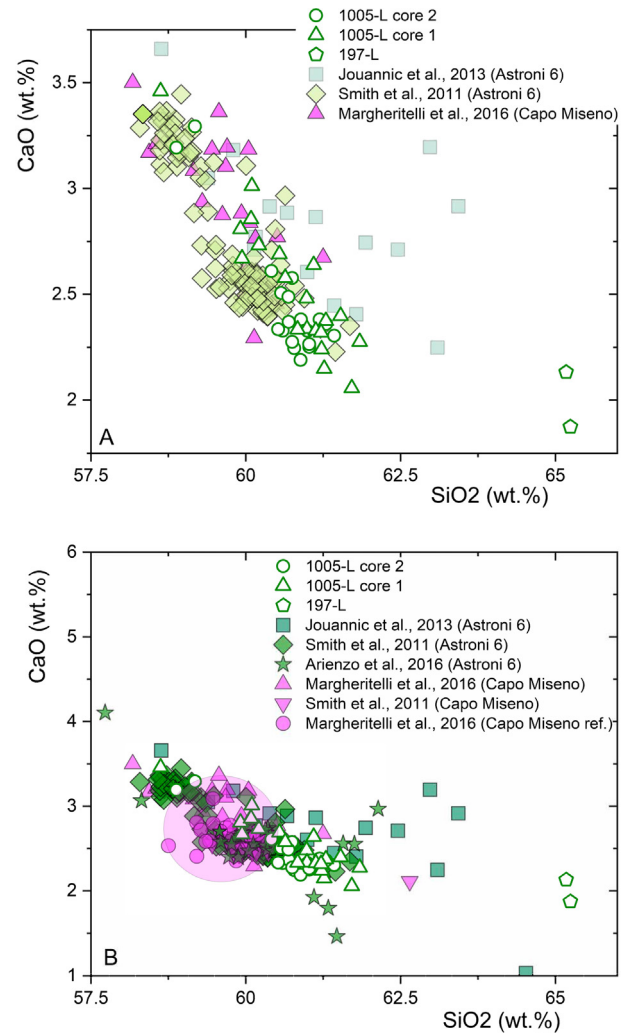 1005-L core 2
1005-L core 1
197-L
Jouannic et al., 2013 (Astroni 6)
Smith et al., 2011 (Astroni 6)
Margheritelli et al., 2016 (Capo Miseno)
CaO (wt.%)
3.5
3
2.5
2
A
57.5 60 62.5 65
SiO2 (wt.%)
1005-L core 2
1005-L core 1
197-L
Jouannic et al., 2013 (Astroni 6)
Smith et al., 2011 (Astroni 6)
Arienzo et al., 2016 (Astroni 6)
Margheritelli et al., 2016 (Capo Miseno)
Smith et al., 2011 (Capo Miseno)
Margheritelli et al., 2016 (Capo Miseno ref.)
CaO (wt.%)
6
5
4
3
2
1
B
57.5 60 62.5 65
SiO2 (wt.%)